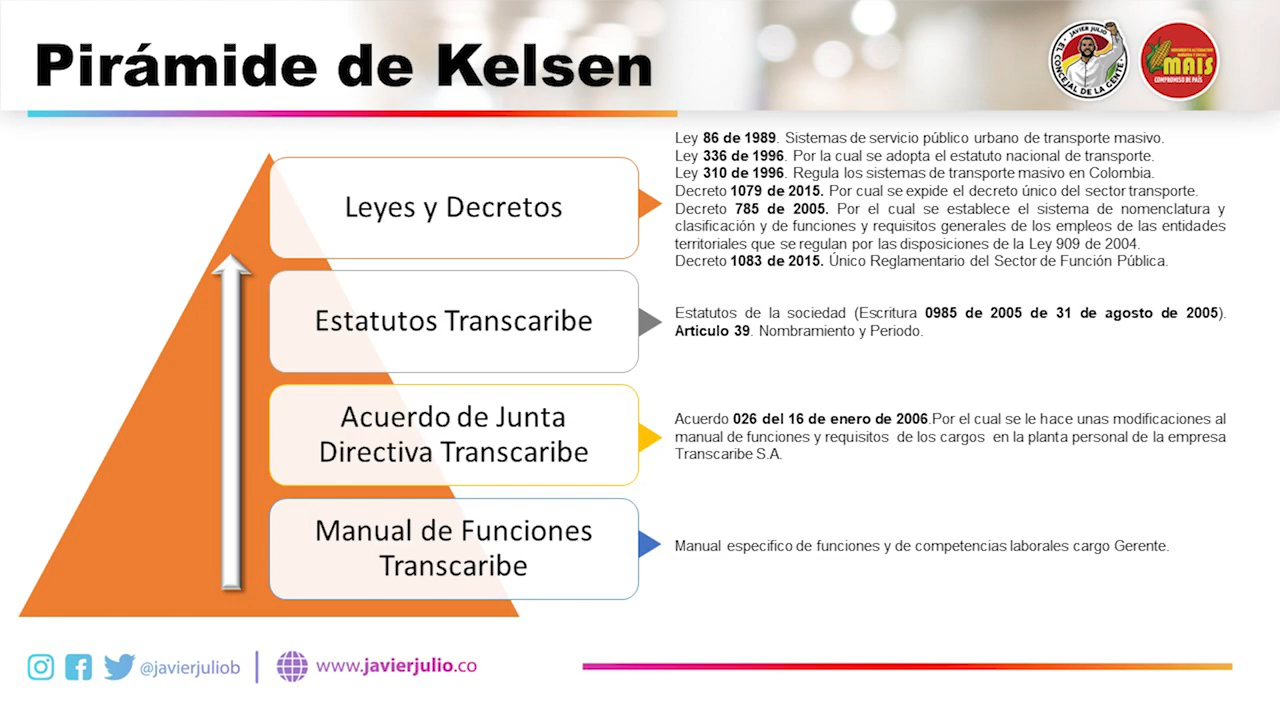 Pirámide de Kelsen
JAVIER JULIO
EL CONCEJAL DE LA GENTE
MOVIMIENTO ALTERNATIVO
INDÍGENA Y SOCIAL
MAIS
COMPROMISO DE PAÍS
Leyes y Decretos
Ley 86 de 1989. Sistemas de servicio público urbano de transporte masivo.
Ley 336 de 1996. Por la cual se adopta el estatuto nacional de transporte.
Ley 310 de 1996. Regula los sistemas de transporte masivo en Colombia.
Decreto 1079 de 2015. Por cual se expide el decreto único del sector transporte.
Decreto 785 de 2005. Por el cual se establece el sistema de nomenclatura y
clasificación y de funciones y requisitos generales de los empleos de las entidades
territoriales que se regulan por las disposiciones de la Ley 909 de 2004.
Decreto 1083 de 2015. Único Reglamentario del Sector de Función Pública.
Estatutos Transcaribe
Estatutos de la sociedad (Escritura 0985 de 2005 de 31 de agosto de 2005).
Articulo 39. Nombramiento y Periodo.
Acuerdo de Junta
Directiva Transcaribe
Acuerdo 026 del 16 de enero de 2006.Por el cual se le hace unas modificaciones al
manual de funciones y requisitos de los cargos en la planta personal de la empresa
Transcaribe S.A.
Manual de Funciones
Transcaribe
Manual especifico de funciones y de competencias laborales cargo Gerente.
@javierjuliob
www.javierjulio.co